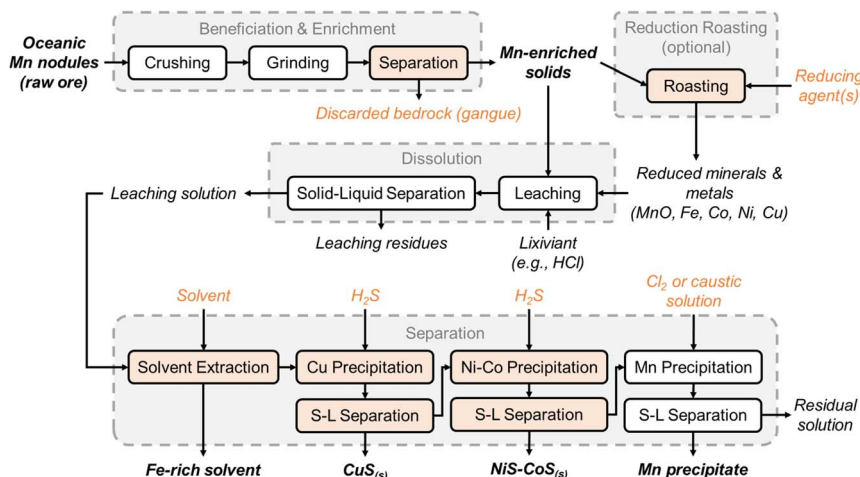 Beneficiation & Enrichment
Reduction Roasting
(optional)
Oceanic
Mn nodules
(raw ore)
Crushing
Grinding
Separation
Mn-enriched
solids
Roasting
Reducing
agent(s)
Discarded bedrock (gangue)
Dissolution
Leaching solution
Solid-Liquid Separation
Leaching
Reduced minerals &
metals
(MnO, Fe, Co, Ni, Cu)
Leaching residues
Lixiviant
(e.g., HCl)
Solvent
H₂S
H₂S
Cl₂ or caustic
solution
Separation
Solvent Extraction
Cu Precipitation
Ni-Co Precipitation
Mn Precipitation
S-L Separation
S-L Separation
S-L Separation
Residual
solution
Fe-rich solvent
CuS(s)
NiS-CoS(s)
Mn precipitate